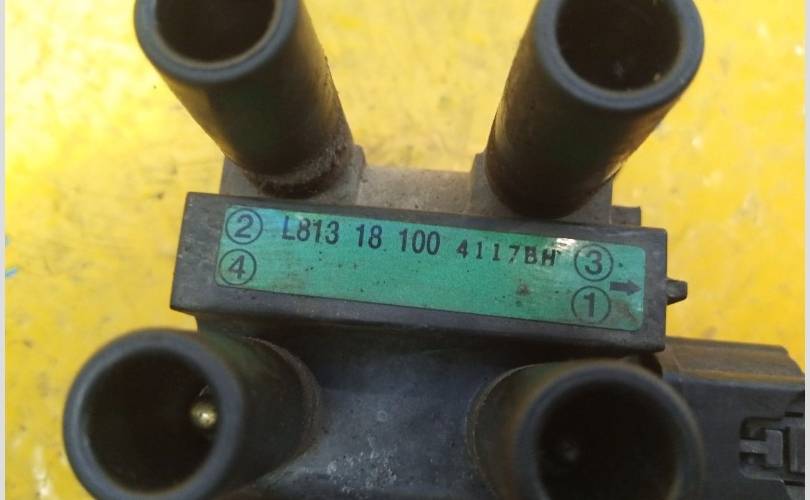 ② L813 18 100 4117BH ③
④ ➡ ①